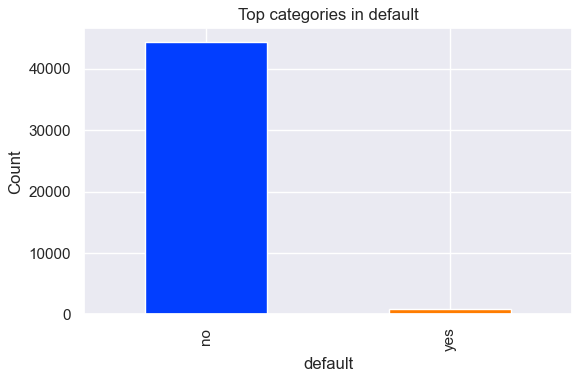 Top categories in default
Count
40000
30000
20000
10000
0
no
yes
default